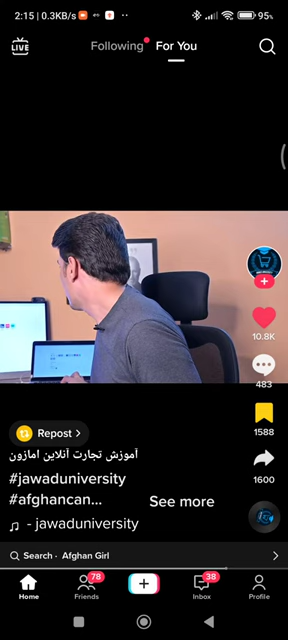 2:15 | 0.3KB/s
95%
LIVE
Following
For You
10.8K
483
1588
1600
Repost
آموزش تجارت آنلاین امازون
#jawaduniversity
#afghancan... See more
- jawaduniversity
Search · Afghan Girl
78
38
Home
Friends
Inbox
Profile